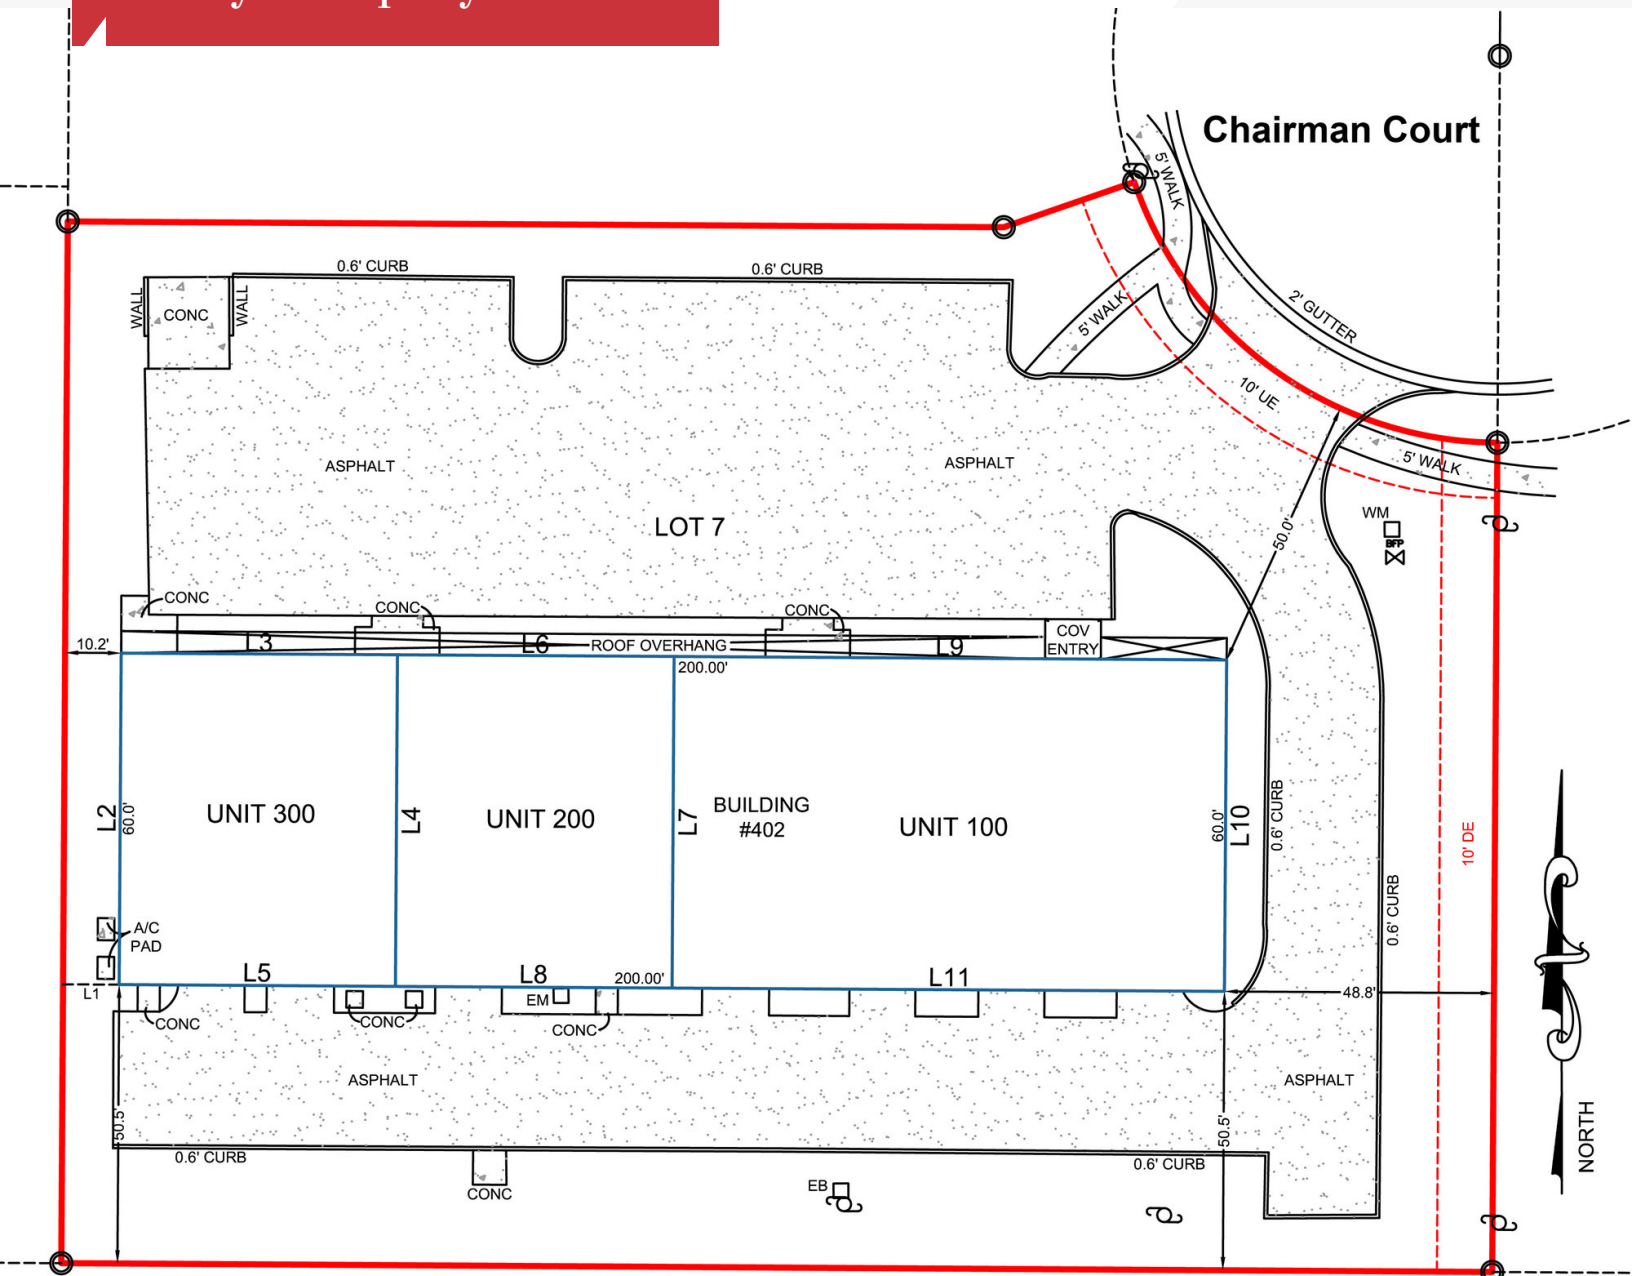 Chairman Court
5' WALK
0.6' CURB
0.6' CURB
WALL
CONC
WALL
5' WALK
2' GUTTER
10' UE
ASPHALT
ASPHALT
5' WALK
LOT 7
50.0'
WM
BFP
CONC
CONC
CONC
10.2'
L3
L6
ROOF OVERHANG
L9
COV
ENTRY
200.00'
L2
60.0'
UNIT 300
L4
UNIT 200
L7
BUILDING
#402
UNIT 100
60.0'
L10
0.6' CURB
10' DE
0.6' CURB
A/C
PAD
L1
L5
L8
200.00'
L11
48.8'
EM
CONC
CONC
CONC
ASPHALT
ASPHALT
50.5'
50.5'
0.6' CURB
0.6' CURB
CONC
EB
NORTH